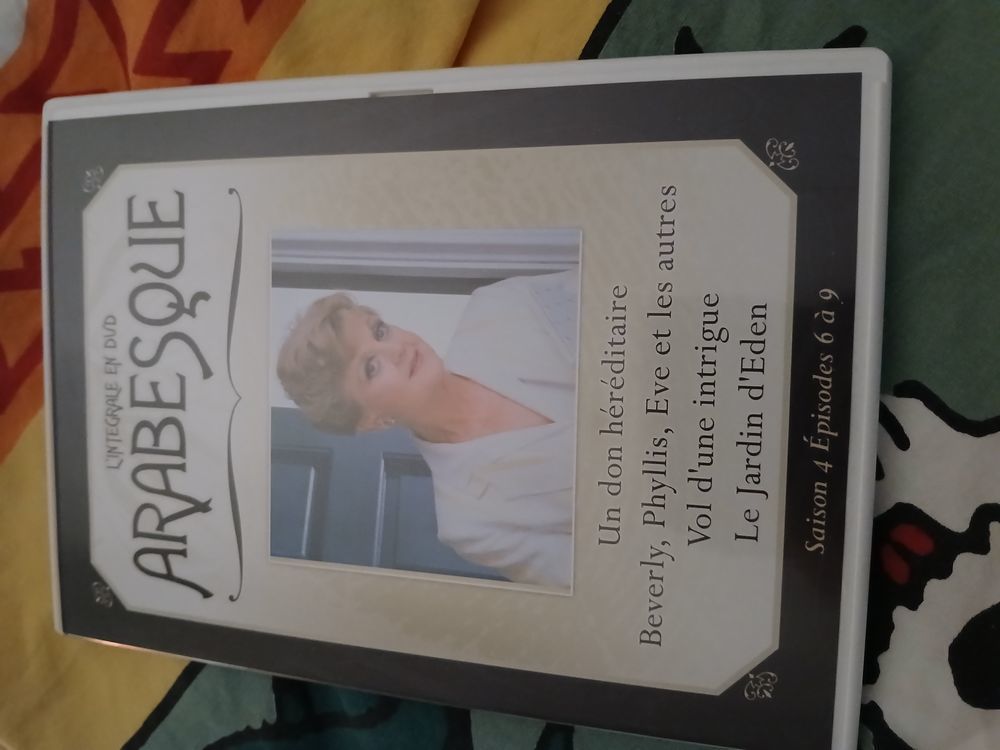 L'INTEGRALE EN DVD
ARABESQUE
Un don héréditaire
Beverly, Phyllis, Eve et les autres
Vol d'une intrigue
Le Jardin d'Eden
Saison 4 Épisodes 6 à 9